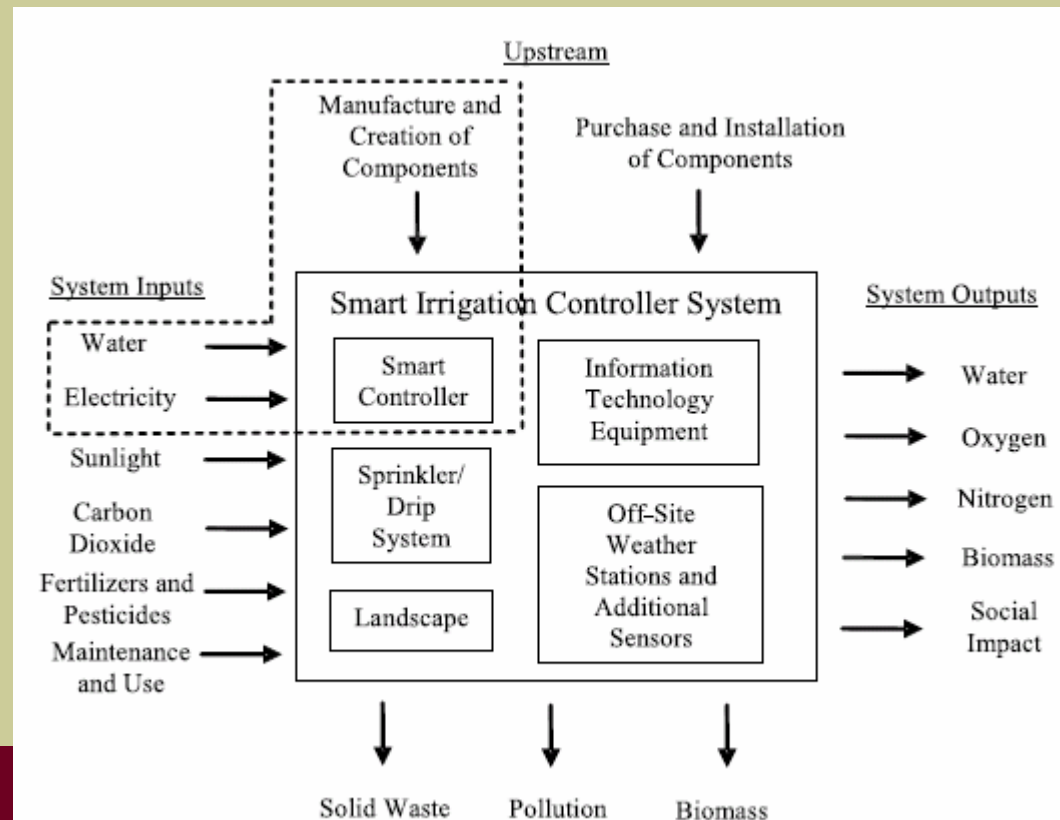 Upstream
Manufacture and
Creation of
Components
Purchase and Installation
of Components
System Inputs
Water
Electricity
Sunlight
Carbon
Dioxide
Fertilizers and
Pesticides
Maintenance
and Use
Smart Irrigation Controller System
Smart
Controller
Sprinkler/
Drip
System
Landscape
Information
Technology
Equipment
Off-Site
Weather
Stations and
Additional
Sensors
System Outputs
Water
Oxygen
Nitrogen
Biomass
Social
Impact
Solid Waste
Pollution
Biomass